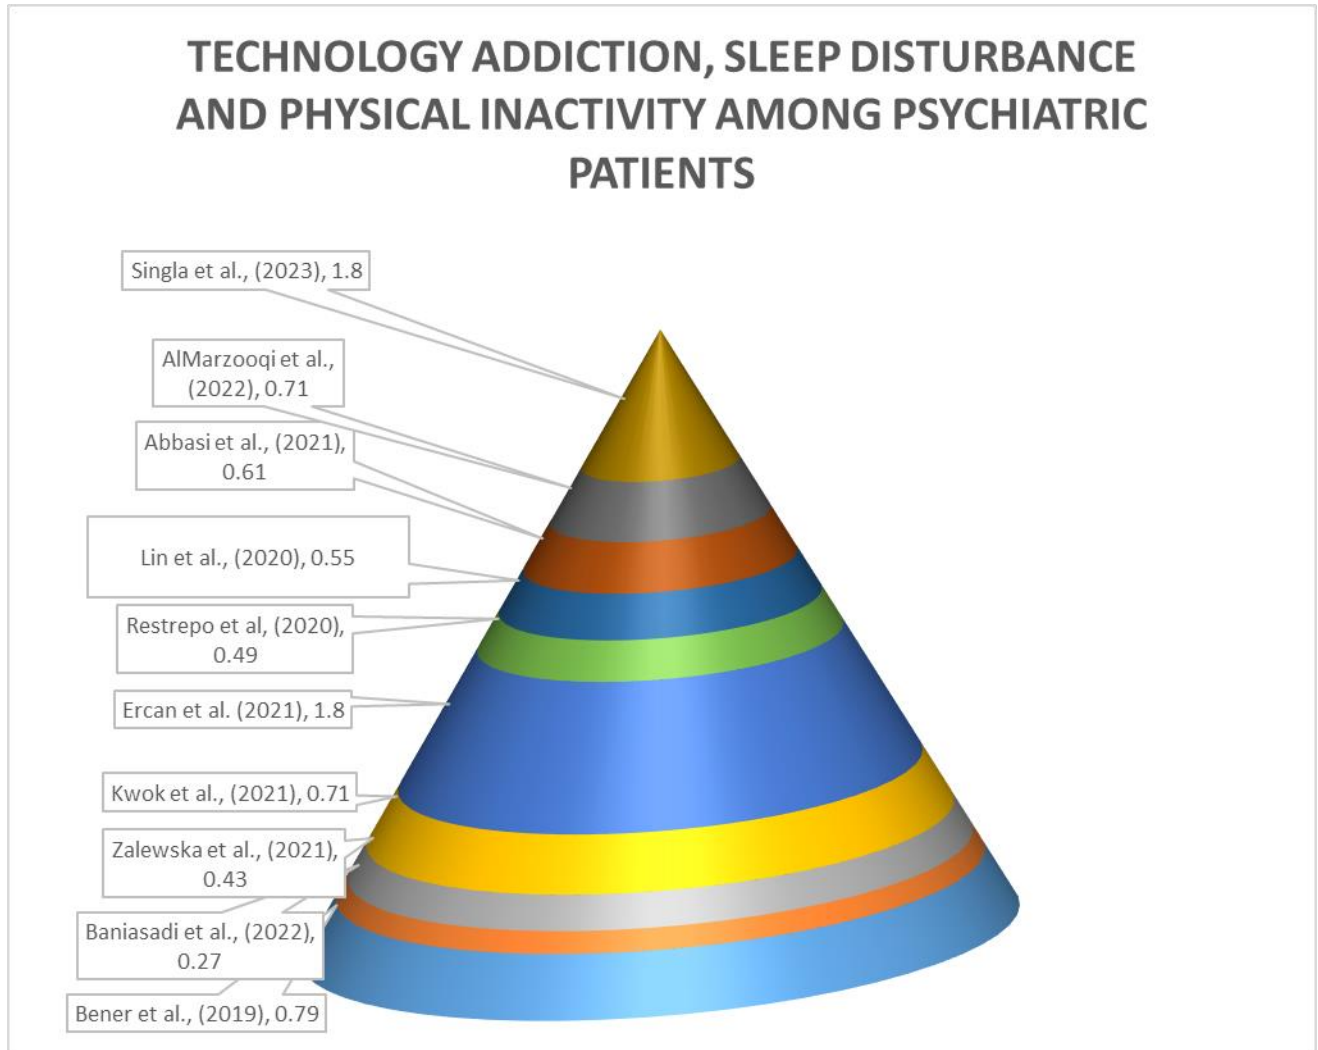 TECHNOLOGY ADDICTION, SLEEP DISTURBANCE
AND PHYSICAL INACTIVITY AMONG PSYCHIATRIC
PATIENTS
Singla et al., (2023), 1.8
AlMarzooqi et al.,
(2022), 0.71
Abbasi et al., (2021),
0.61
Lin et al., (2020), 0.55
Restrepo et al, (2020),
0.49
Ercan et al. (2021), 1.8
Kwok et al., (2021), 0.71
Zalewska et al., (2021),
0.43
Baniasadi et al., (2022),
0.27
Bener et al., (2019), 0.79